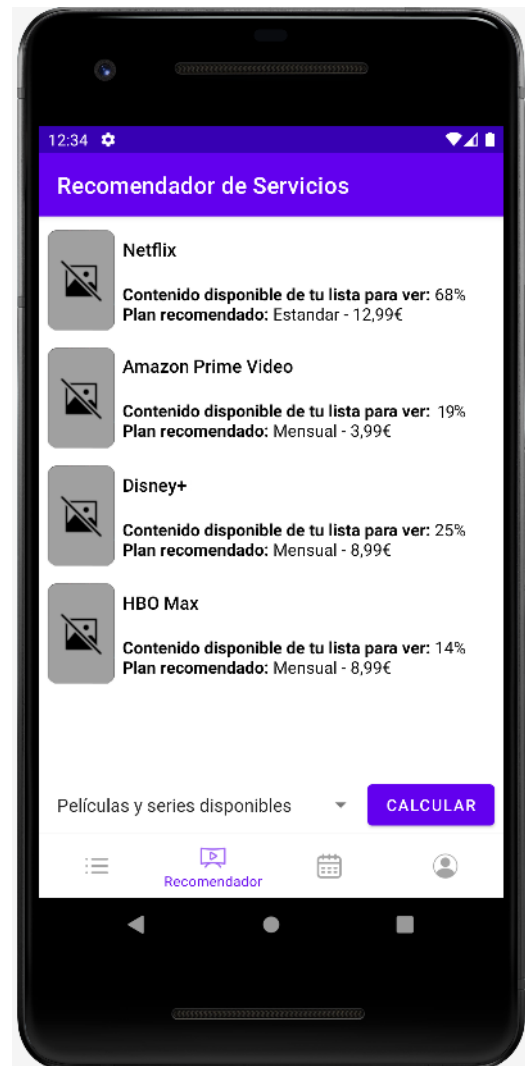 12:34
Recomendador de Servicios
Netflix
Contenido disponible de tu lista para ver: 68%
Plan recomendado: Estandar - 12,99€
Amazon Prime Video
Contenido disponible de tu lista para ver: 19%
Plan recomendado: Mensual - 3,99€
Disney+
Contenido disponible de tu lista para ver: 25%
Plan recomendado: Mensual - 8,99€
HBO Max
Contenido disponible de tu lista para ver: 14%
Plan recomendado: Mensual - 8,99€
Películas y series disponibles
CALCULAR
Recomendador